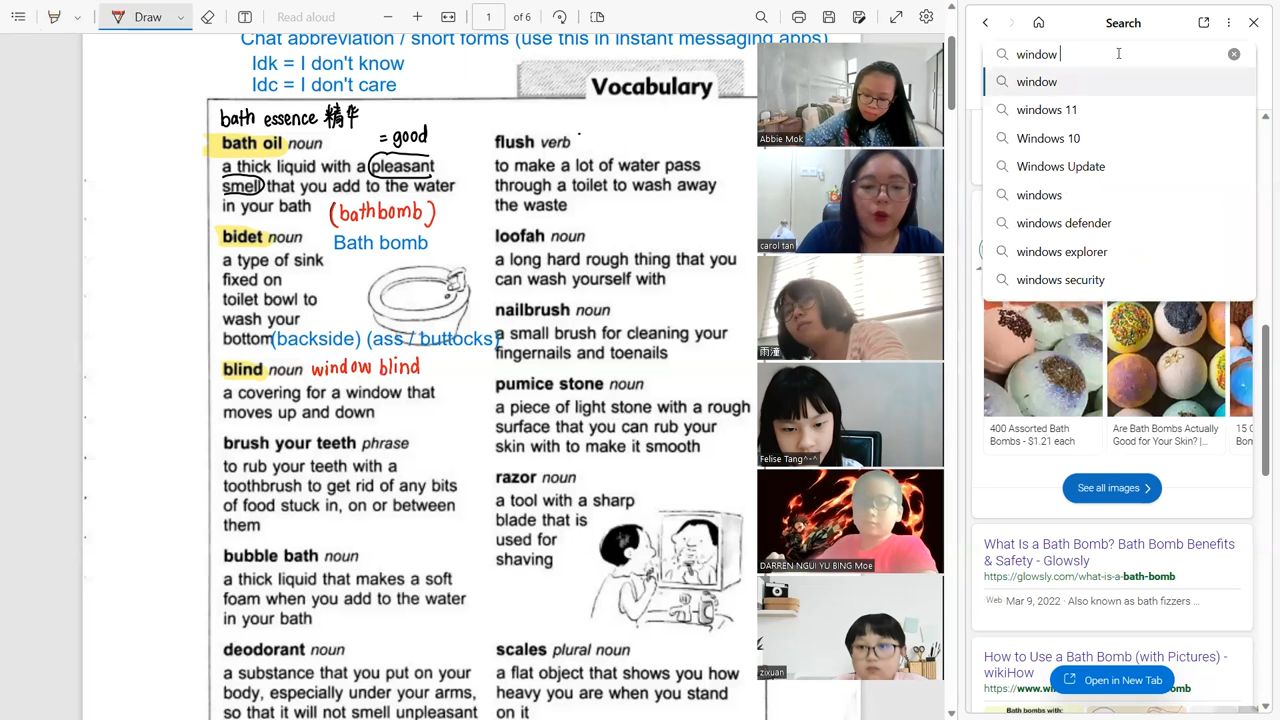 Draw
Read aloud
1
of 6
Search
window
window
windows 11
Windows 10
Windows Update
windows
windows defender
windows explorer
windows security
Chat abbreviation / short forms (use this in instant messaging apps)
Idk = I don't know
Idc = I don't care
Vocabulary
bath essence 精华
= good
bath oil noun
a thick liquid with a pleasant
smell that you add to the water
in your bath
(bathbomb)
Bath bomb
bidet noun
a type of sink
fixed on
toilet bowl to
wash your
bottom
(backside) (ass / buttocks)
blind noun
window blind
a covering for a window that
moves up and down
brush your teeth phrase
to rub your teeth with a
toothbrush to get rid of any bits
of food stuck in, on or between
them
bubble bath noun
a thick liquid that makes a soft
foam when you add to the water
in your bath
deodorant noun
a substance that you put on your
body, especially under your arms,
so that it will not smell unpleasant
flush verb
to make a lot of water pass
through a toilet to wash away
the waste
loofah noun
a long hard rough thing that you
can wash yourself with
nailbrush noun
a small brush for cleaning your
fingernails and toenails
pumice stone noun
a piece of light stone with a rough
surface that you can rub your
skin with to make it smooth
razor noun
a tool with a sharp
blade that is
used for
shaving
scales plural noun
a flat object that shows you how
heavy you are when you stand
on it
Abbie Mok
carol tan
雨潼
Felise Tang^-^
DARREN NGUI YU BING Moe
zixuan
400 Assorted Bath
Bombs - $1.21 each
Are Bath Bombs Actually
Good for Your Skin? |...
15 C
Bom
See all images
What Is a Bath Bomb? Bath Bomb Benefits
& Safety - Glowsly
https://glowsly.com/what-is-a-bath-bomb
Web Mar 9, 2022 · Also known as bath fizzers ...
How to Use a Bath Bomb (with Pictures) -
wikiHow
Open in New Tab